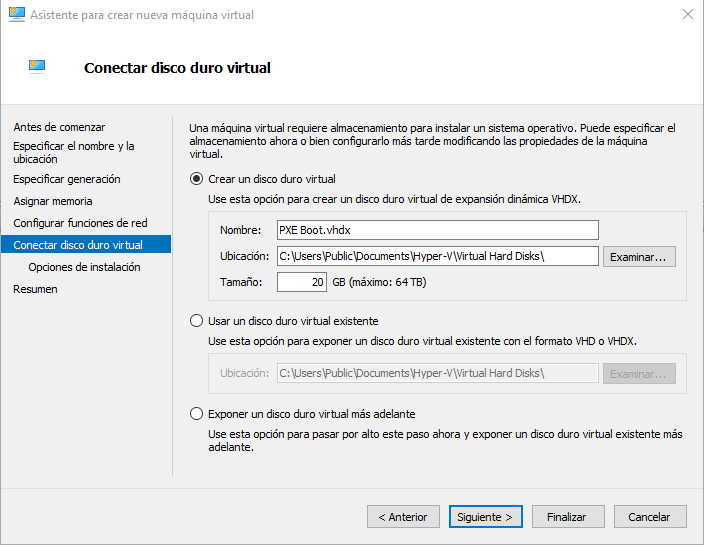 Asistente para crear nueva máquina virtual
Conectar disco duro virtual
Antes de comenzar
Especificar el nombre y la
ubicación
Especificar generación
Asignar memoria
Configurar funciones de red
Conectar disco duro virtual
Opciones de instalación
Resumen
Una máquina virtual requiere almacenamiento para instalar un sistema operativo. Puede especificar el
almacenamiento ahora o bien configurarlo más tarde modificando las propiedades de la máquina
virtual.
Crear un disco duro virtual
Use esta opción para crear un disco duro virtual de expansión dinámica VHDX.
Nombre: PXE Boot.vhdx
Ubicación: C:\Users\Public\Documents\Hyper-V\Virtual Hard Disks\ Examinar...
Tamaño: 20 GB (máximo: 64 TB)
Usar un disco duro virtual existente
Use esta opción para exponer un disco duro virtual existente con el formato VHD o VHDX.
Ubicación: C:\Users\Public\Documents\Hyper-V\Virtual Hard Disks\ Examinar...
Exponer un disco duro virtual más adelante
Use esta opción para pasar por alto este paso ahora y exponer un disco duro virtual existente más
adelante.
< Anterior Siguiente > Finalizar Cancelar